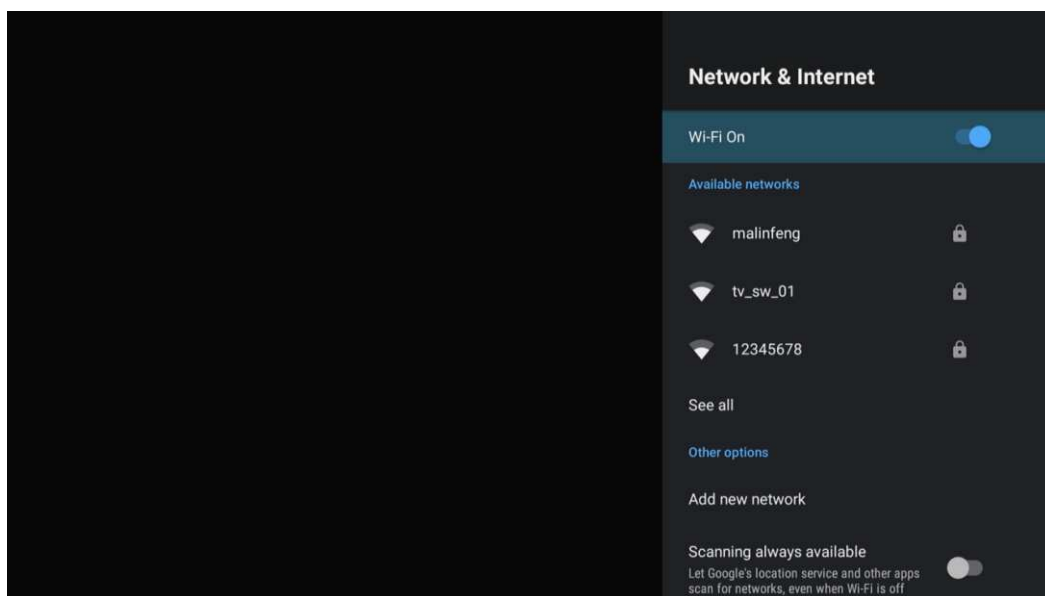 Network & Internet
Wi-Fi On
Available networks
malinfeng
tv_sw_01
12345678
See all
Other options
Add new network
Scanning always available
Let Google's location service and other apps
scan for networks, even when Wi-Fi is off